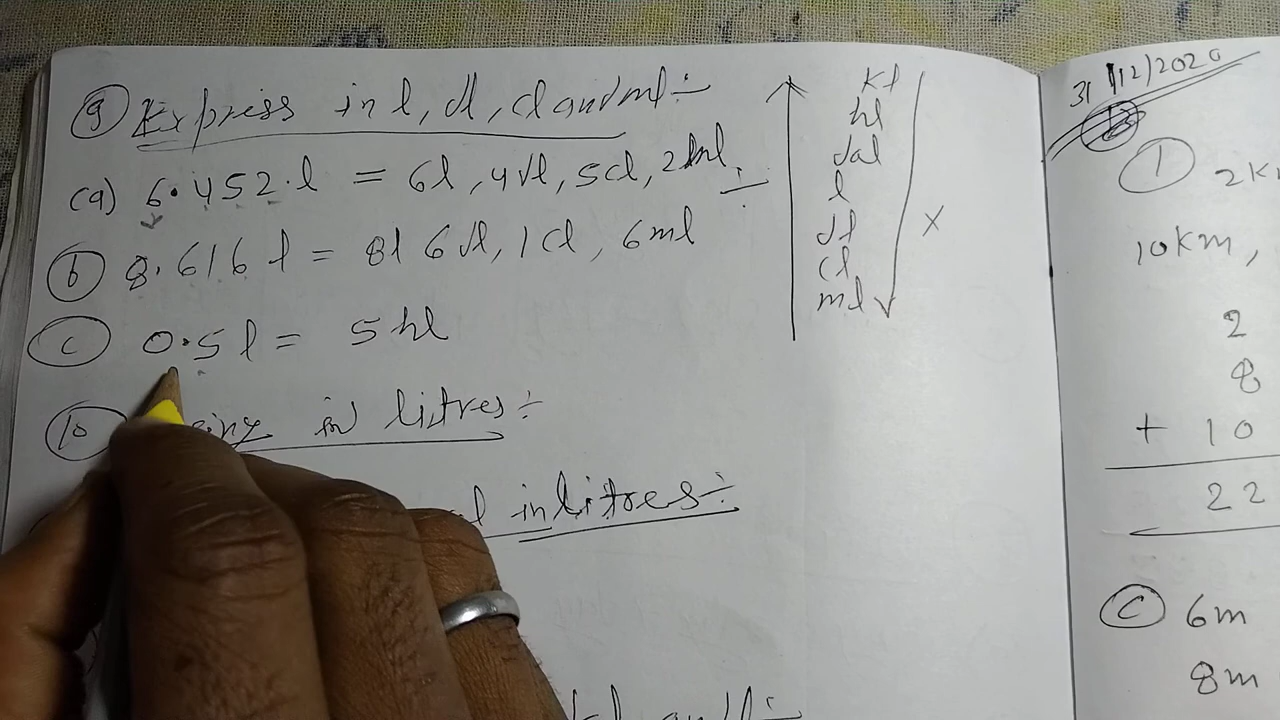 9 Express in l, dl, cl and ml :-
(a) 6.452.l = 6l, 4dl, 5cl, 2ml
b 8.616 l = 8l 6dl, 1cl, 6ml
c 0.5 l = 5 hl
10 in litres :-
in litres :-
and
kl
hl
dal
l
dl
cl
ml
x
31/12/2020
1
10km,
2
8
+ 10
22
c 6m
8m